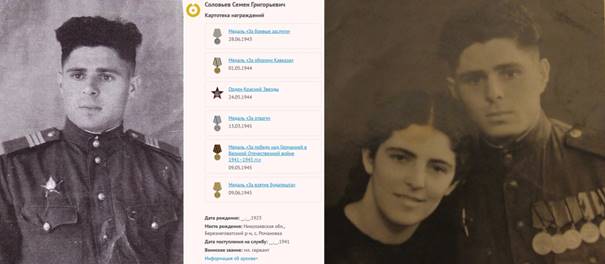 Соловьев Семен Григорьевич
Картотека награждений
Медаль «За боевые заслуги»
28.06.1943
Медаль «За оборону Кавказа»
01.05.1944
Орден Красной Звезды
24.05.1944
Медаль «За отвагу»
13.03.1945
Медаль «За победу над Германией в
Великой Отечественной войне
1941–1945 гг.»
09.05.1945
Медаль «За взятие Будапешта»
09.06.1945
Дата рождения: __.__.1923
Место рождения: Николаевская обл.,
Березнеговатский р-н, с. Романовка
Дата поступления на службу: __.__.1941
Воинское звание: мл. сержант
Информация об архиве+